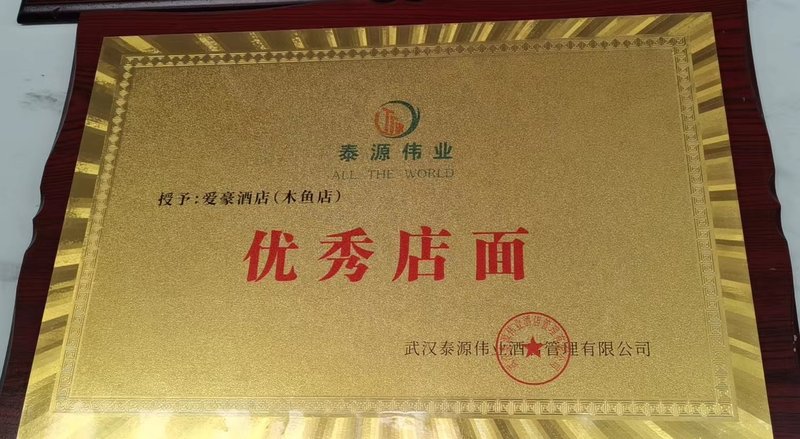 泰源伟业
ALL THE WORLD
授予:爱豪酒店(木鱼店)
优秀店面
武汉泰源伟业酒店管理有限公司